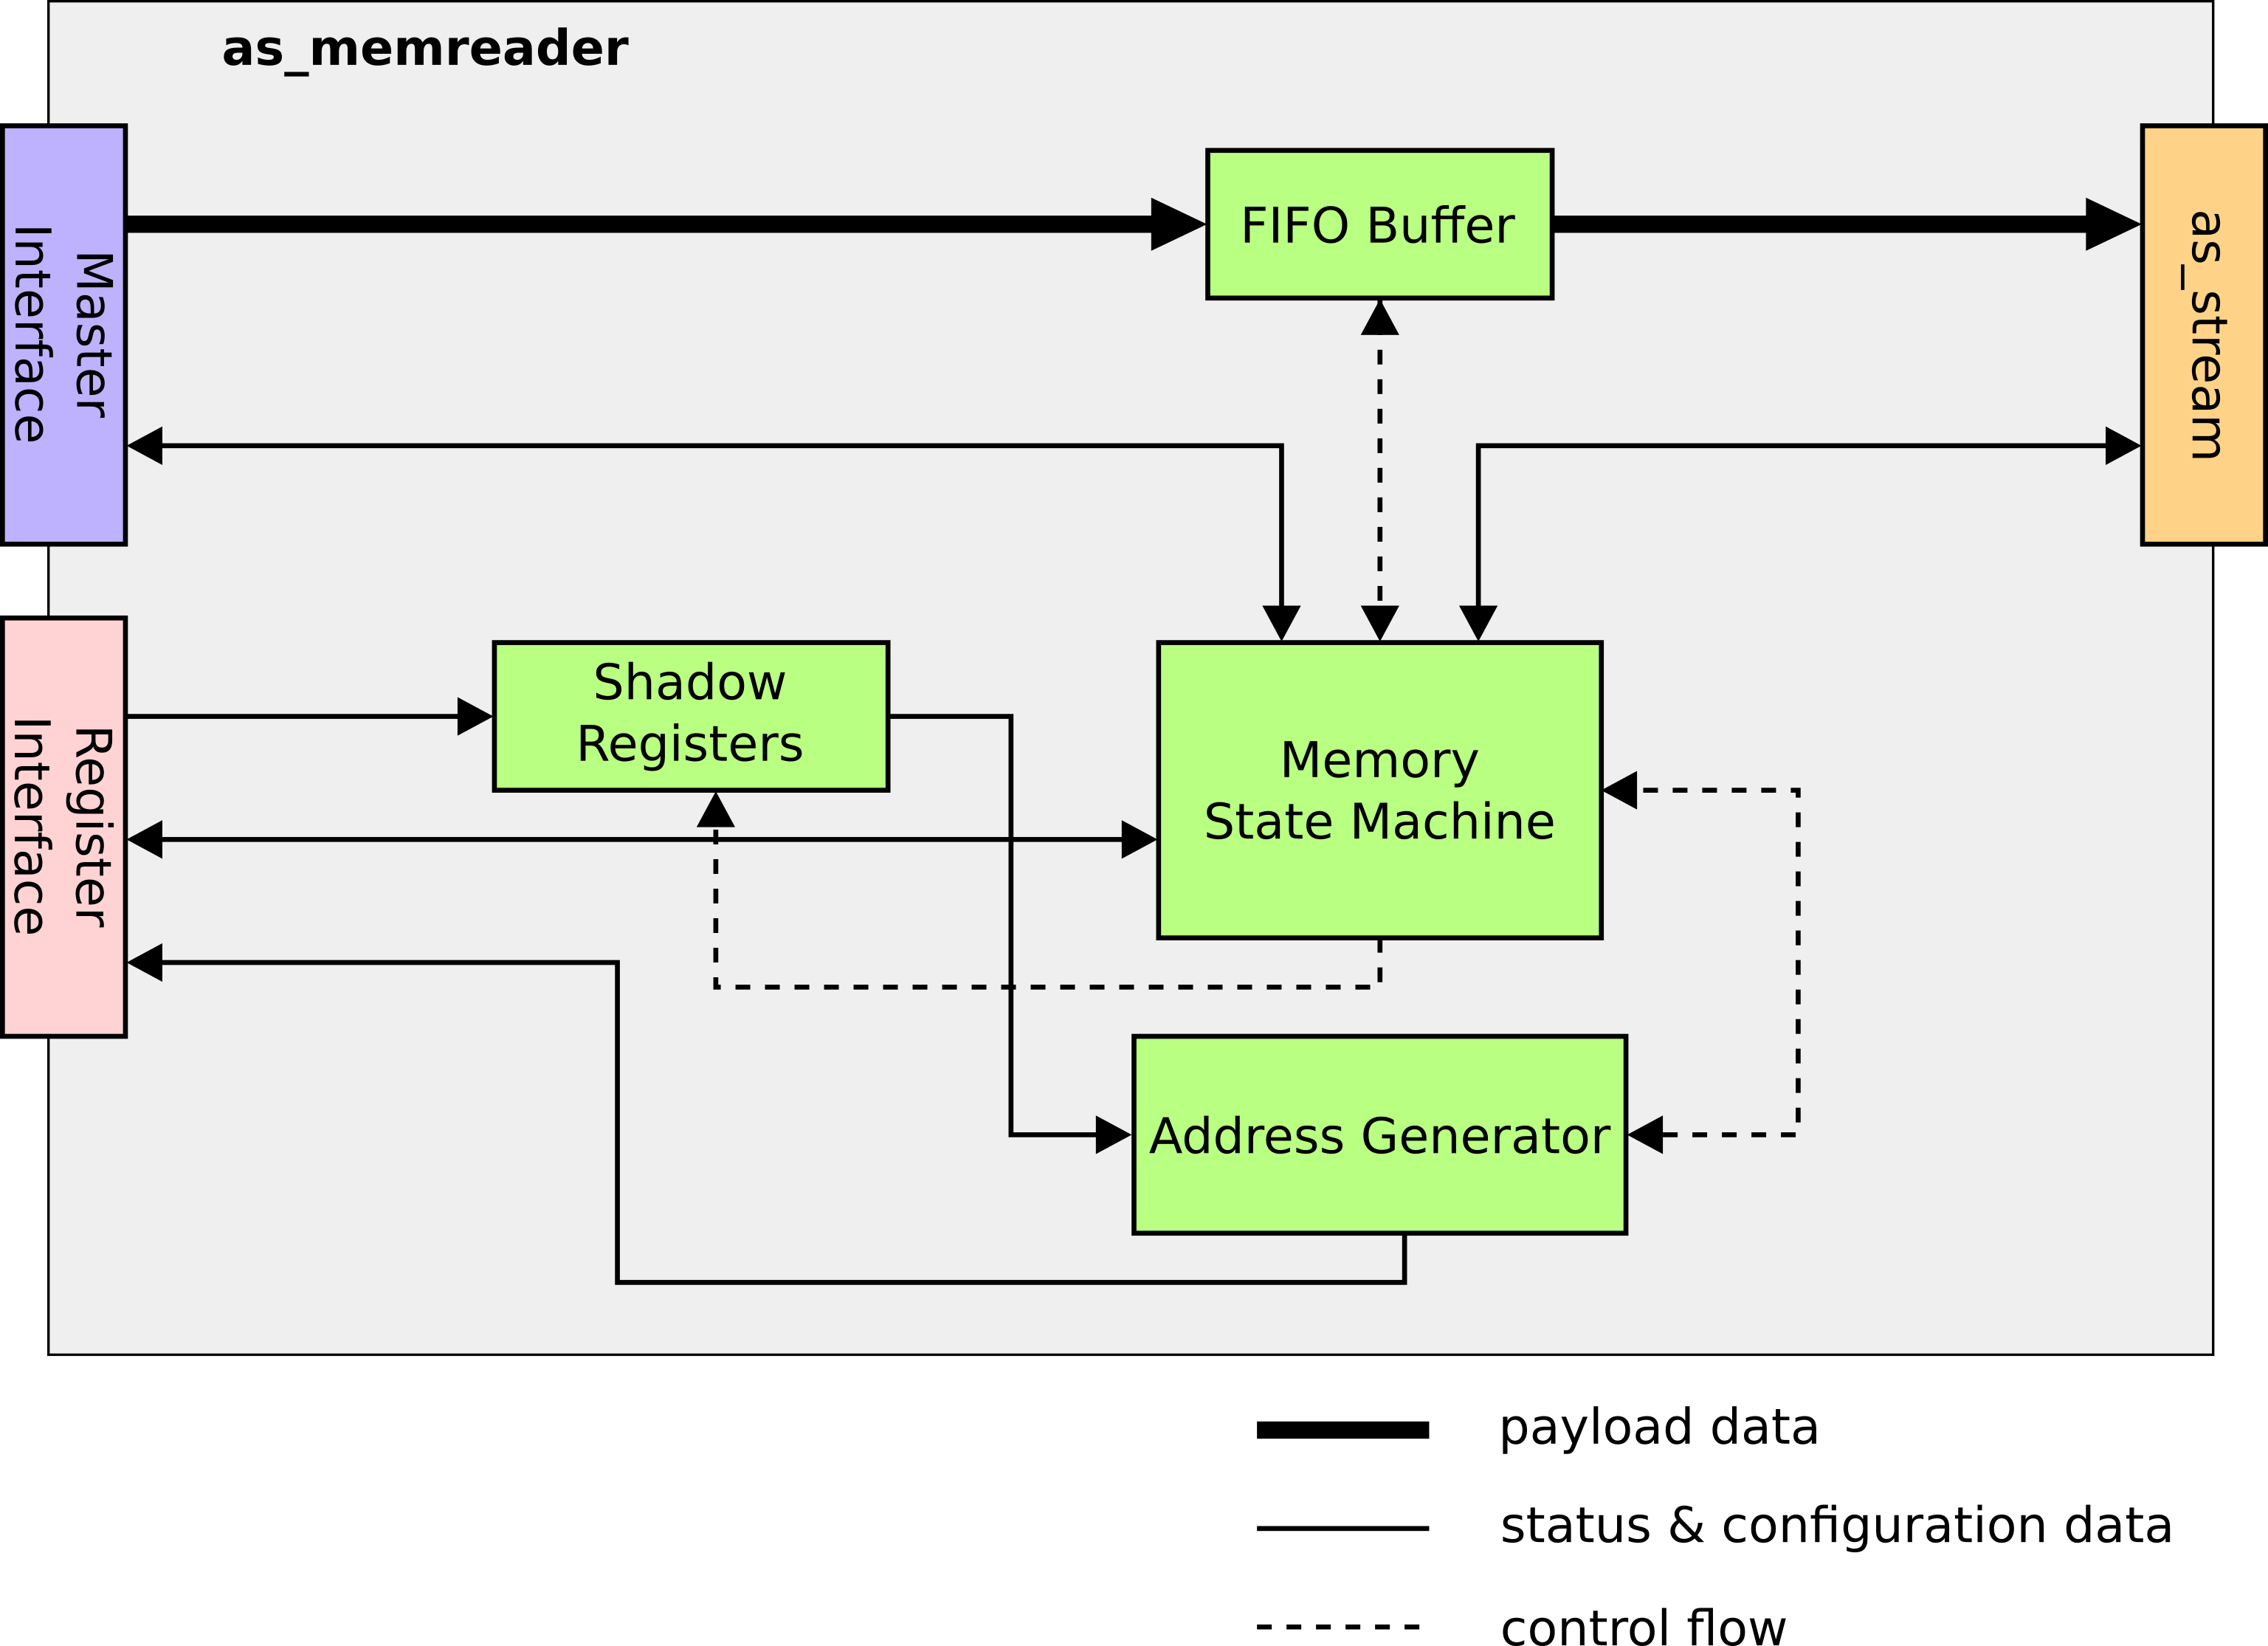 as_memreader
Master
Interface
FIFO Buffer
as_stream
Register
Interface
Shadow
Registers
Memory
State Machine
Address Generator
payload data
status & configuration data
control flow